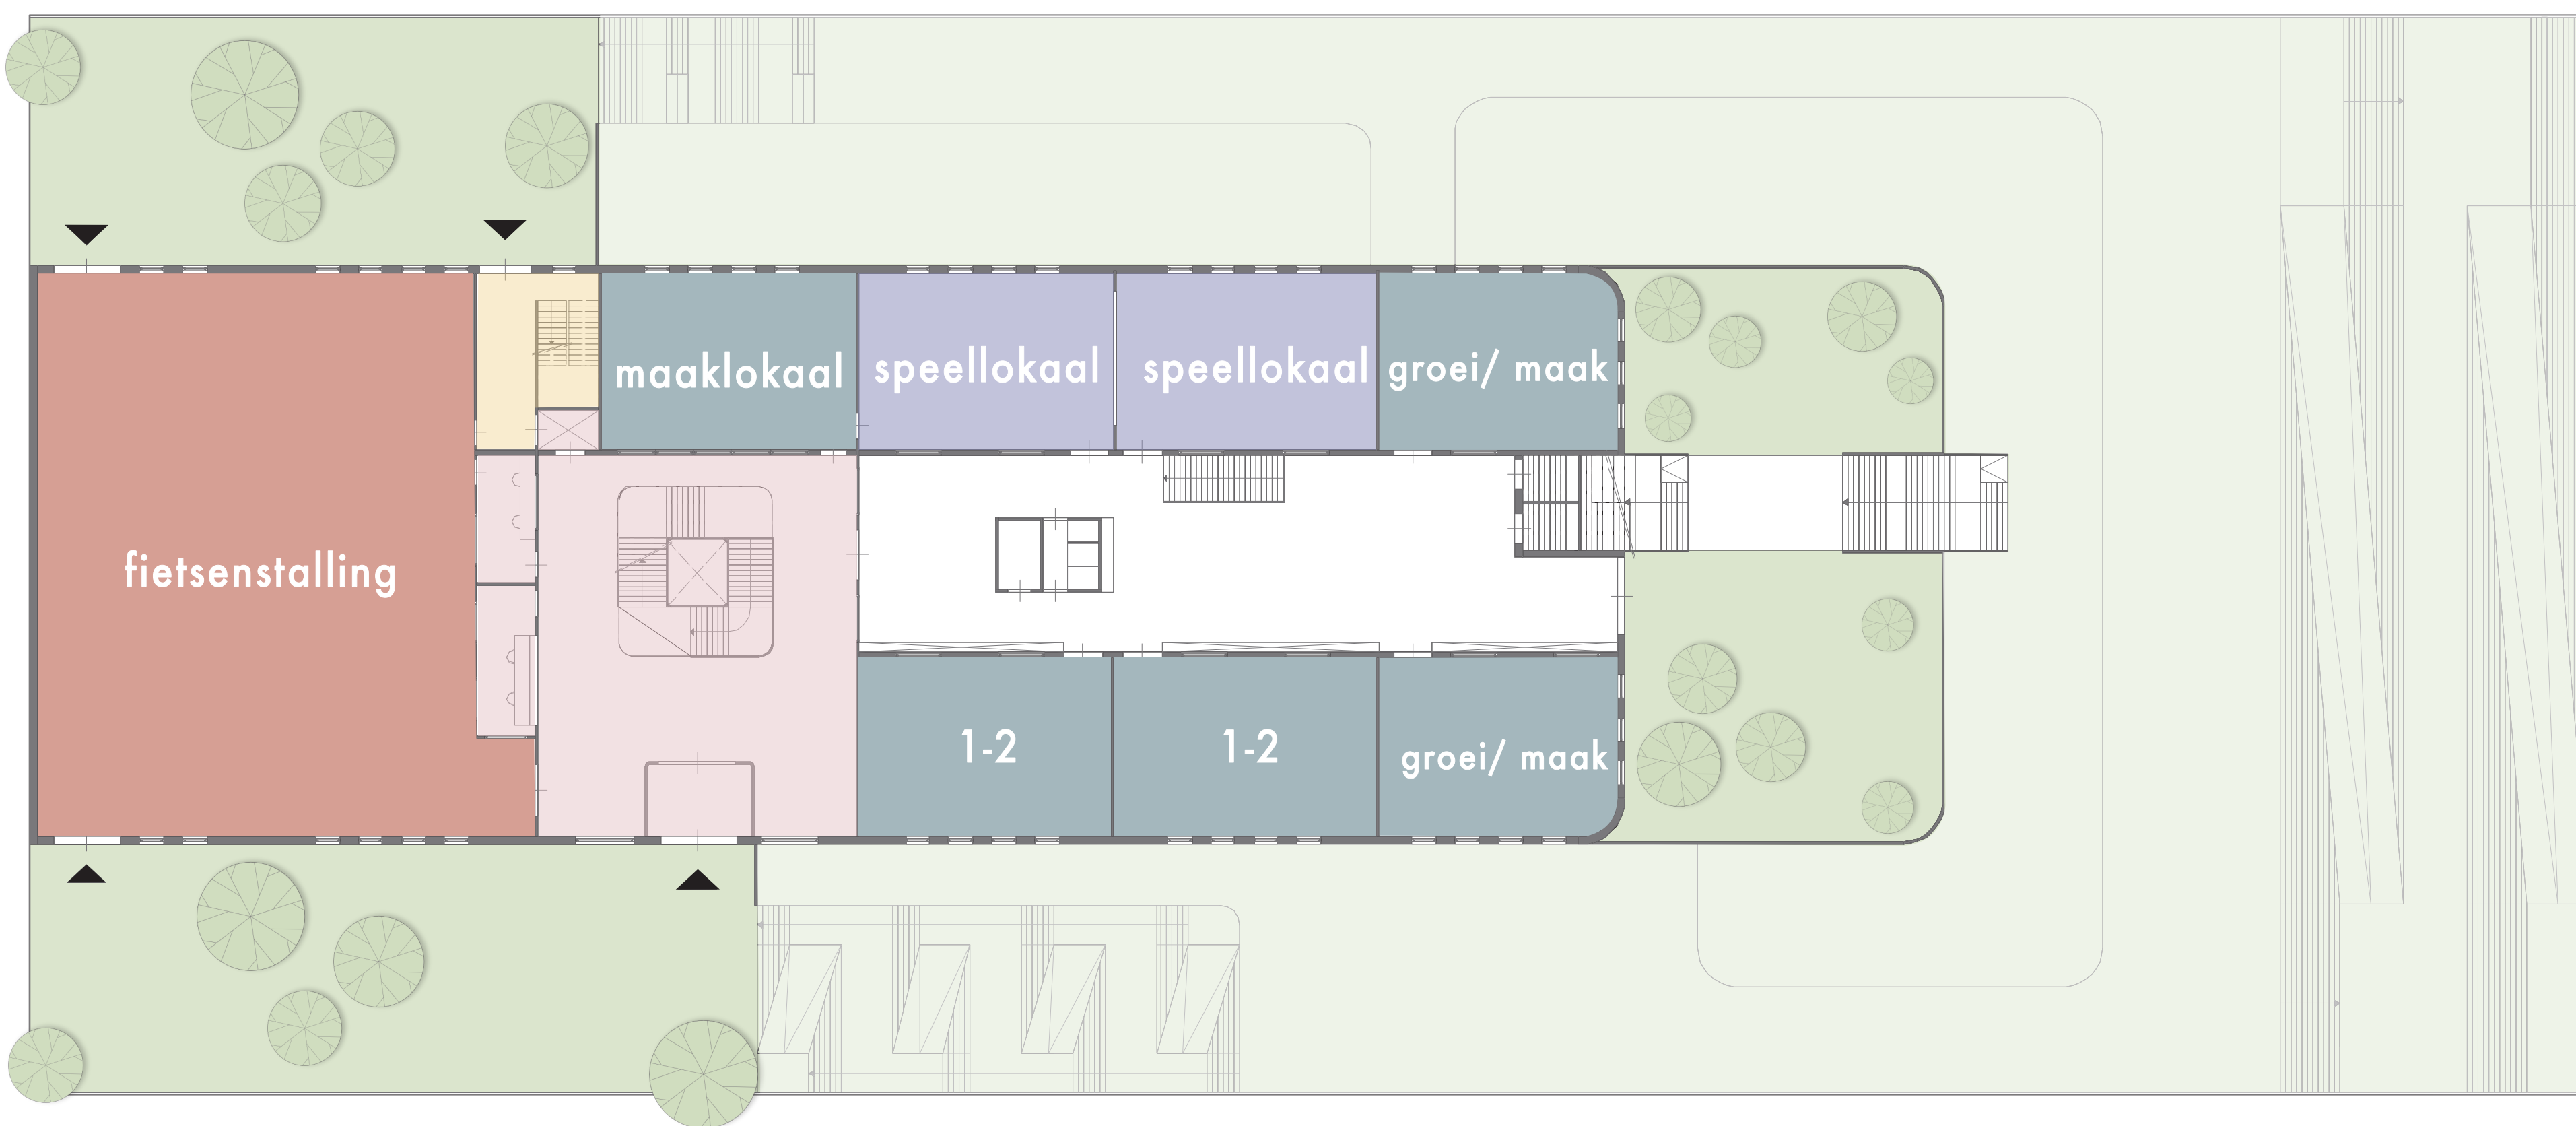 maaklokaal
speellokaal
speellokaal
groei/ maak
fietsenstalling
1-2
1-2
groei/ maak